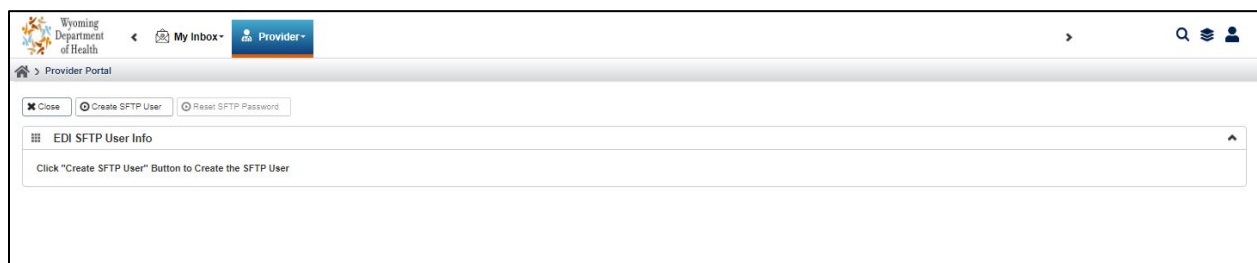 Wyoming
Department
of Health
My Inbox
Provider
Provider Portal
Close
Create SFTP User
Reset SFTP Password
EDI SFTP User Info
Click "Create SFTP User" Button to Create the SFTP User